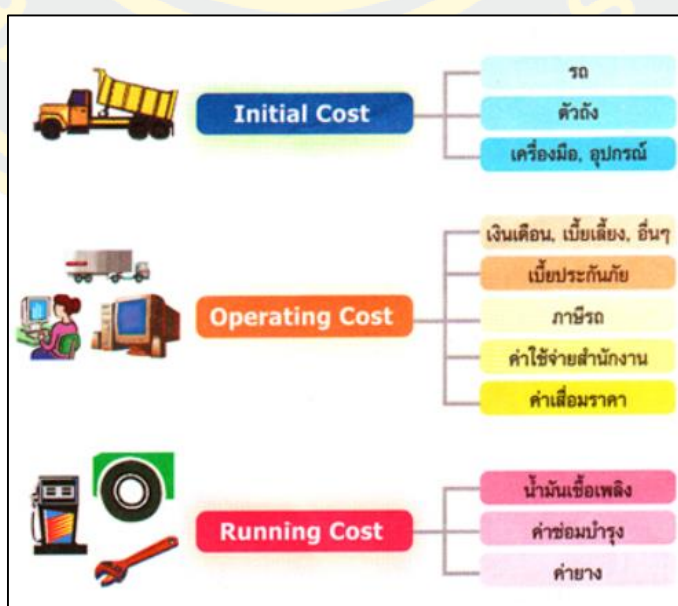 Initial Cost
รถ
ตัวถัง
เครื่องมือ, อุปกรณ์
Operating Cost
เงินเดือน, เบี้ยเลี้ยง, อื่นๆ
เบี้ยประกันภัย
ภาษีรถ
ค่าใช้จ่ายสำนักงาน
ค่าเสื่อมราคา
Running Cost
น้ำมันเชื้อเพลิง
ค่าซ่อมบำรุง
ค่ายาง